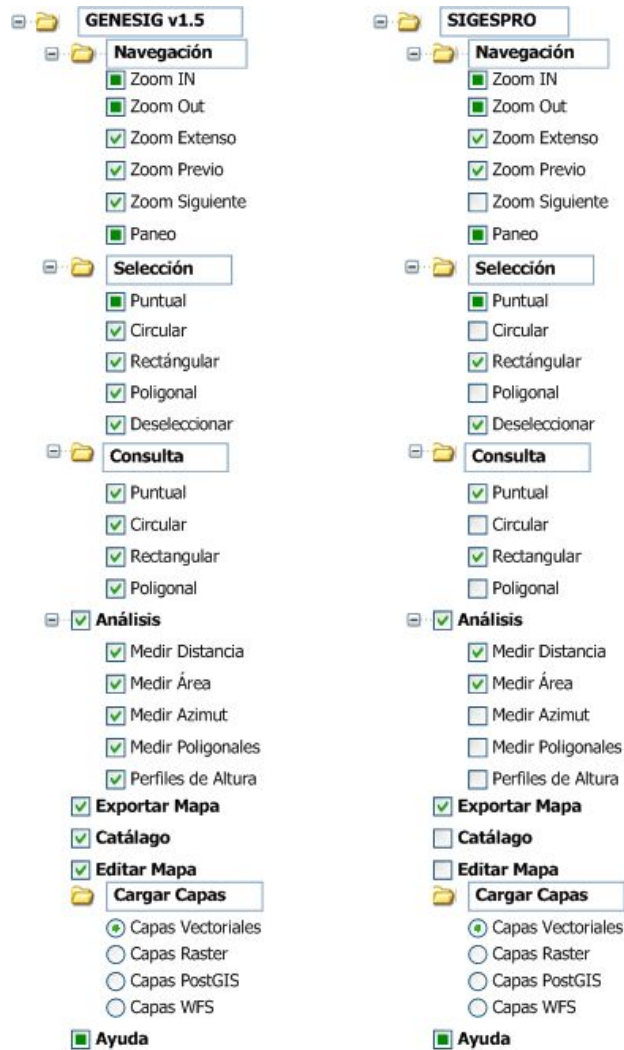 GENESIG v1.5
Navegación
Zoom IN
Zoom Out
Zoom Extenso
Zoom Previo
Zoom Siguiente
Paneo
Selección
Puntual
Circular
Rectángular
Poligonal
Deseleccionar
Consulta
Puntual
Circular
Rectangular
Poligonal
Análisis
Medir Distancia
Medir Área
Medir Azimut
Medir Poligonales
Perfiles de Altura
Exportar Mapa
Catálago
Editar Mapa
Cargar Capas
Capas Vectoriales
Capas Raster
Capas PostGIS
Capas WFS
Ayuda
SIGESPRO
Navegación
Zoom IN
Zoom Out
Zoom Extenso
Zoom Previo
Zoom Siguiente
Paneo
Selección
Puntual
Circular
Rectángular
Poligonal
Deseleccionar
Consulta
Puntual
Circular
Rectangular
Poligonal
Análisis
Medir Distancia
Medir Área
Medir Azimut
Medir Poligonales
Perfiles de Altura
Exportar Mapa
Catálago
Editar Mapa
Cargar Capas
Capas Vectoriales
Capas Raster
Capas PostGIS
Capas WFS
Ayuda